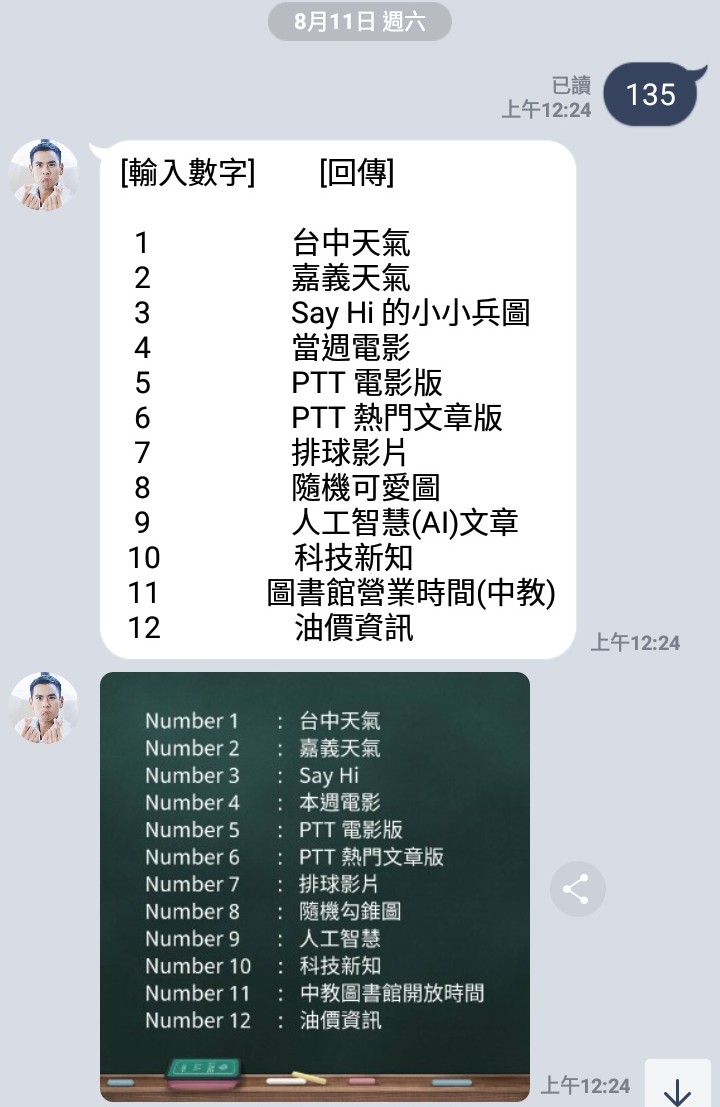 8月11日 週六
已讀
上午12:24
135
[輸入數字] [回傳]
1 台中天氣
2 嘉義天氣
3 Say Hi 的小小兵圖
4 當週電影
5 PTT 電影版
6 PTT 熱門文章版
7 排球影片
8 隨機可愛圖
9 人工智慧(AI)文章
10 科技新知
11 圖書館營業時間(中教)
12 油價資訊
上午12:24
Number 1 : 台中天氣
Number 2 : 嘉義天氣
Number 3 : Say Hi
Number 4 : 本週電影
Number 5 : PTT 電影版
Number 6 : PTT 熱門文章版
Number 7 : 排球影片
Number 8 : 隨機勾錐圖
Number 9 : 人工智慧
Number 10 : 科技新知
Number 11 : 中教圖書館開放時間
Number 12 : 油價資訊
上午12:24